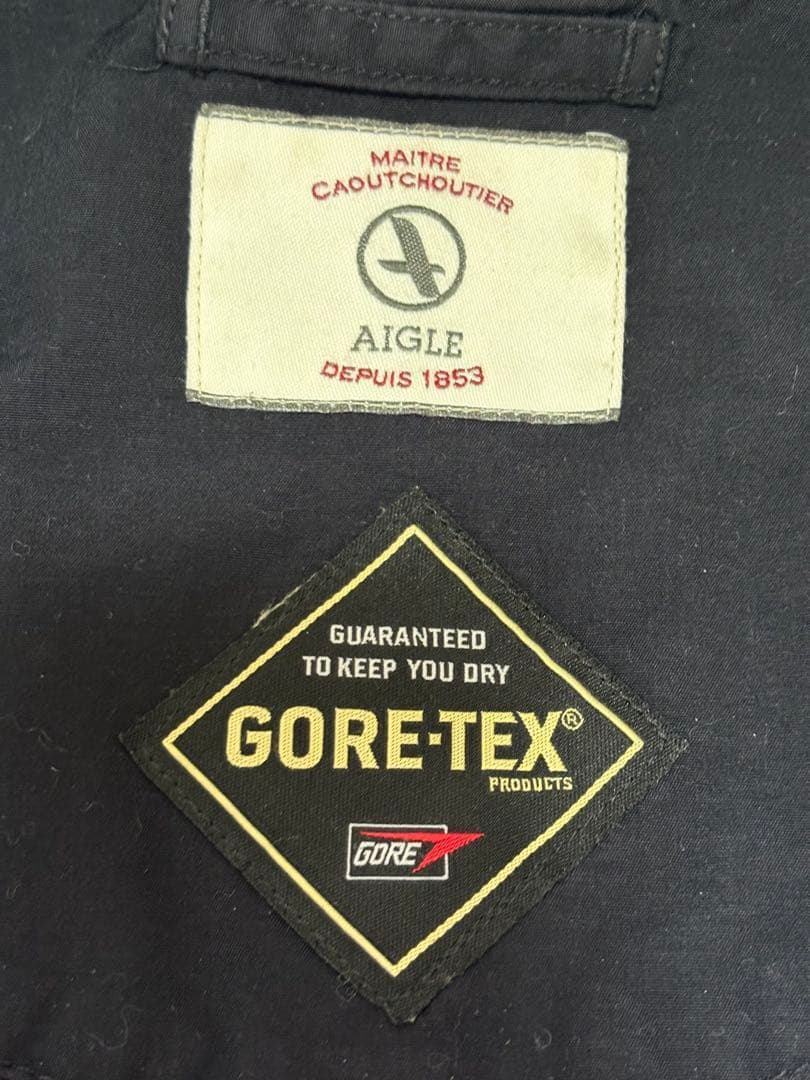 MAITRE
CAOUTCHOUTIER
AIGLE
DEPUIS 1853
GUARANTEED
TO KEEP YOU DRY
GORE-TEX®
PRODUCTS
GORE